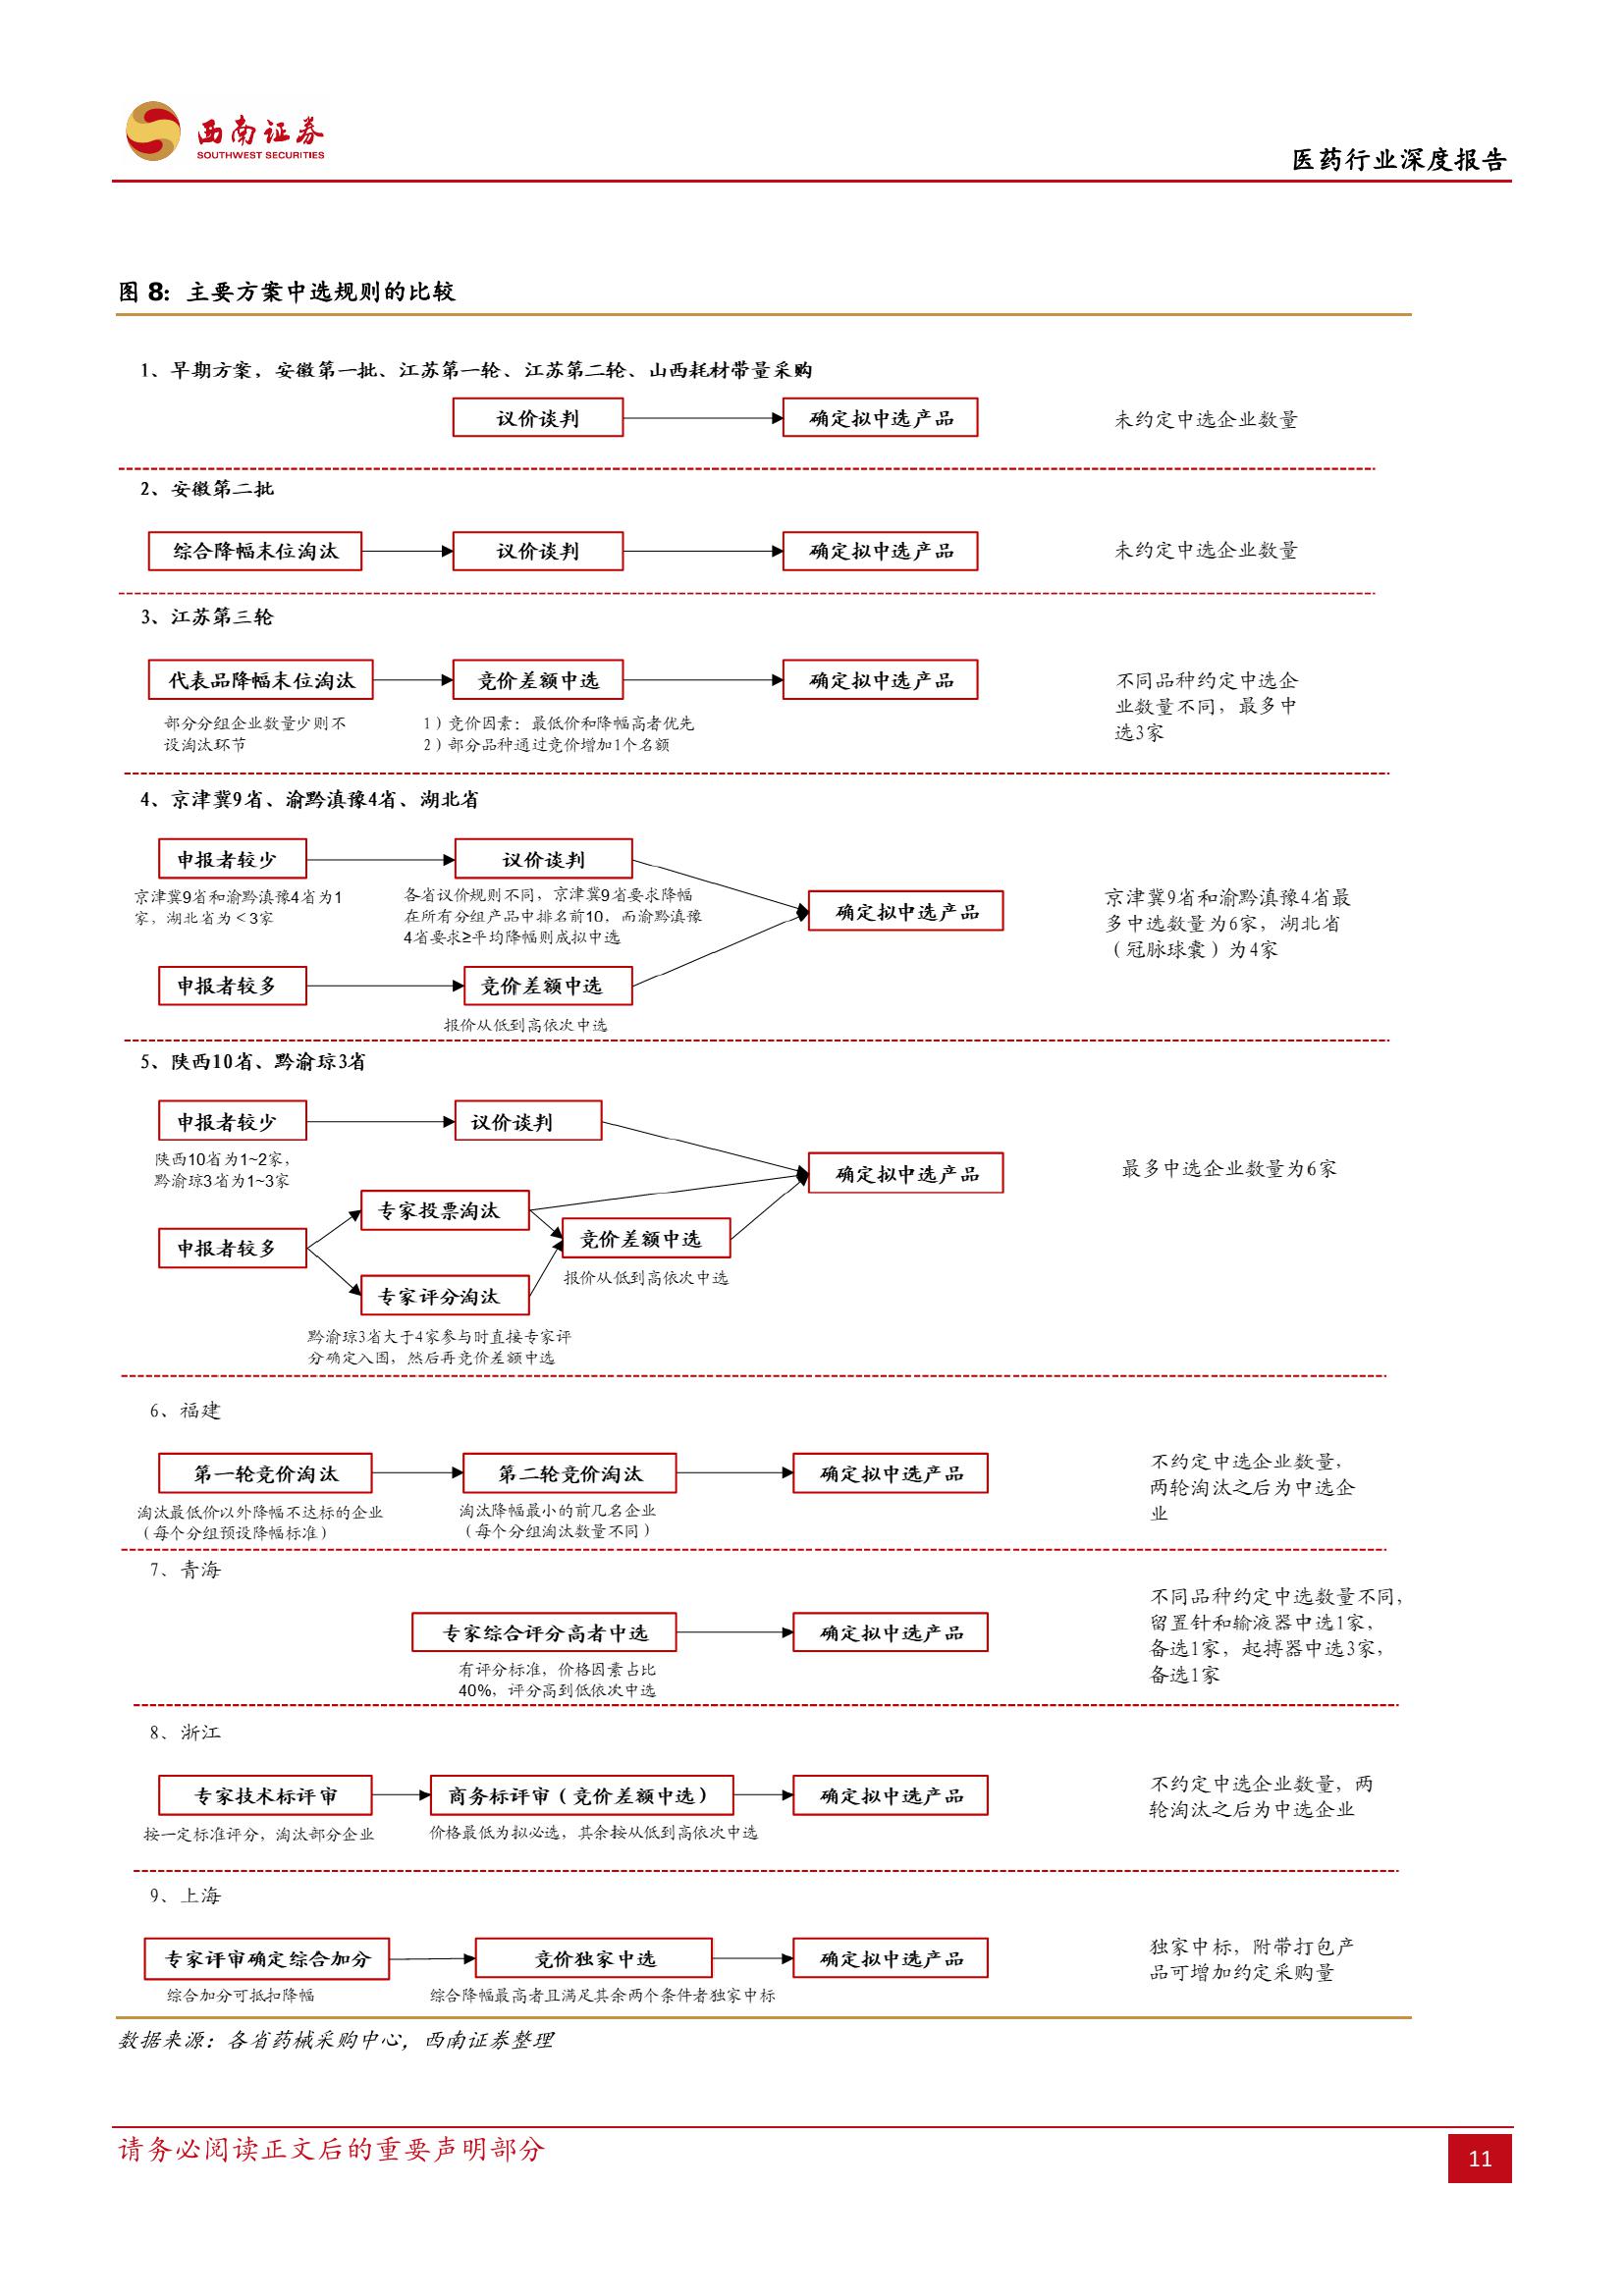 西南证券
SOUTHWEST SECURITIES
医药行业深度报告
图 8：主要方案中选规则的比较
1、早期方案，安徽第一批、江苏第一轮、江苏第二轮、山西耗材带量采购
议价谈判
确定拟中选产品
未约定中选企业数量
2、安徽第二批
综合降幅末位淘汰
议价谈判
确定拟中选产品
未约定中选企业数量
3、江苏第三轮
代表品降幅末位淘汰
竞价差额中选
确定拟中选产品
部分分组企业数量少则不
设淘汰环节
1）竞价因素：最低价和降幅高者优先
2）部分品种通过竞价增加1个名额
不同品种约定中选企
业数量不同，最多中
选3家
4、京津冀9省、渝黔滇豫4省、湖北省
申报者较少
议价谈判
京津冀9省和渝黔滇豫4省为1
家，湖北省为＜3家
各省议价规则不同，京津冀9省要求降幅
在所有分组产品中排名前10，而渝黔滇豫
4省要求≥平均降幅则成拟中选
确定拟中选产品
京津冀9省和渝黔滇豫4省最
多中选数量为6家，湖北省
（冠脉球囊）为4家
申报者较多
竞价差额中选
报价从低到高依次中选
5、陕西10省、黔渝琼3省
申报者较少
议价谈判
陕西10省为1~2家，
黔渝琼3省为1~3家
确定拟中选产品
最多中选企业数量为6家
专家投票淘汰
申报者较多
竞价差额中选
报价从低到高依次中选
专家评分淘汰
黔渝琼3省大于4家参与时直接专家评
分确定入围，然后再竞价差额中选
6、福建
第一轮竞价淘汰
第二轮竞价淘汰
确定拟中选产品
淘汰最低价以外降幅不达标的企业
（每个分组预设降幅标准）
淘汰降幅最小的前几名企业
（每个分组淘汰数量不同）
不约定中选企业数量，
两轮淘汰之后为中选企
业
7、青海
专家综合评分高者中选
确定拟中选产品
有评分标准，价格因素占比
40%，评分高到低依次中选
不同品种约定中选数量不同，
留置针和输液器中选1家，
备选1家，起搏器中选3家，
备选1家
8、浙江
专家技术标评审
商务标评审（竞价差额中选）
确定拟中选产品
按一定标准评分，淘汰部分企业
价格最低为拟必选，其余按从低到高依次中选
不约定中选企业数量，两
轮淘汰之后为中选企业
9、上海
专家评审确定综合加分
竞价独家中选
确定拟中选产品
综合加分可抵扣降幅
综合降幅最高者且满足其余两个条件者独家中标
独家中标，附带打包产
品可增加约定采购量
数据来源：各省药械采购中心，西南证券整理
请务必阅读正文后的重要声明部分
11